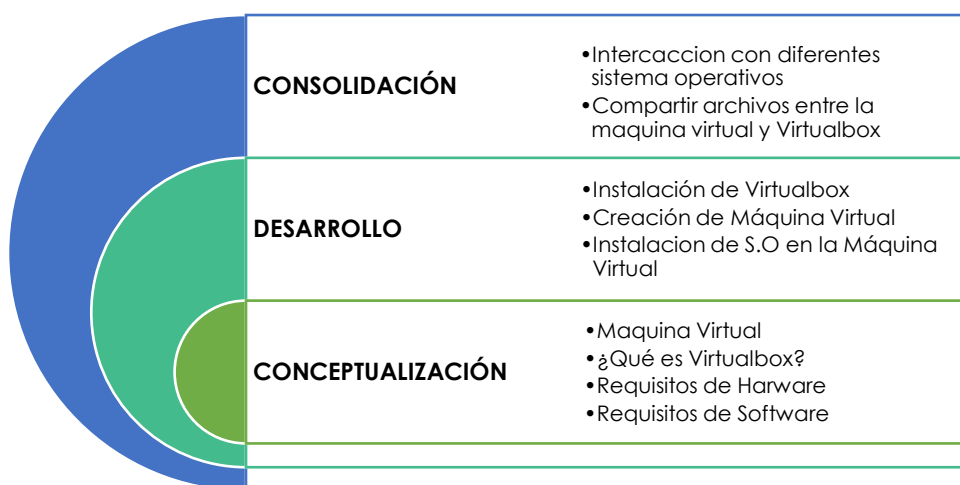 CONSOLIDACIÓN
•Intercaccion con diferentes
sistema operativos
•Compartir archivos entre la
maquina virtual y Virtualbox
DESARROLLO
•Instalación de Virtualbox
•Creación de Máquina Virtual
•Instalacion de S.O en la Máquina
Virtual
CONCEPTUALIZACIÓN
•Maquina Virtual
•¿Qué es Virtualbox?
•Requisitos de Harware
•Requisitos de Software